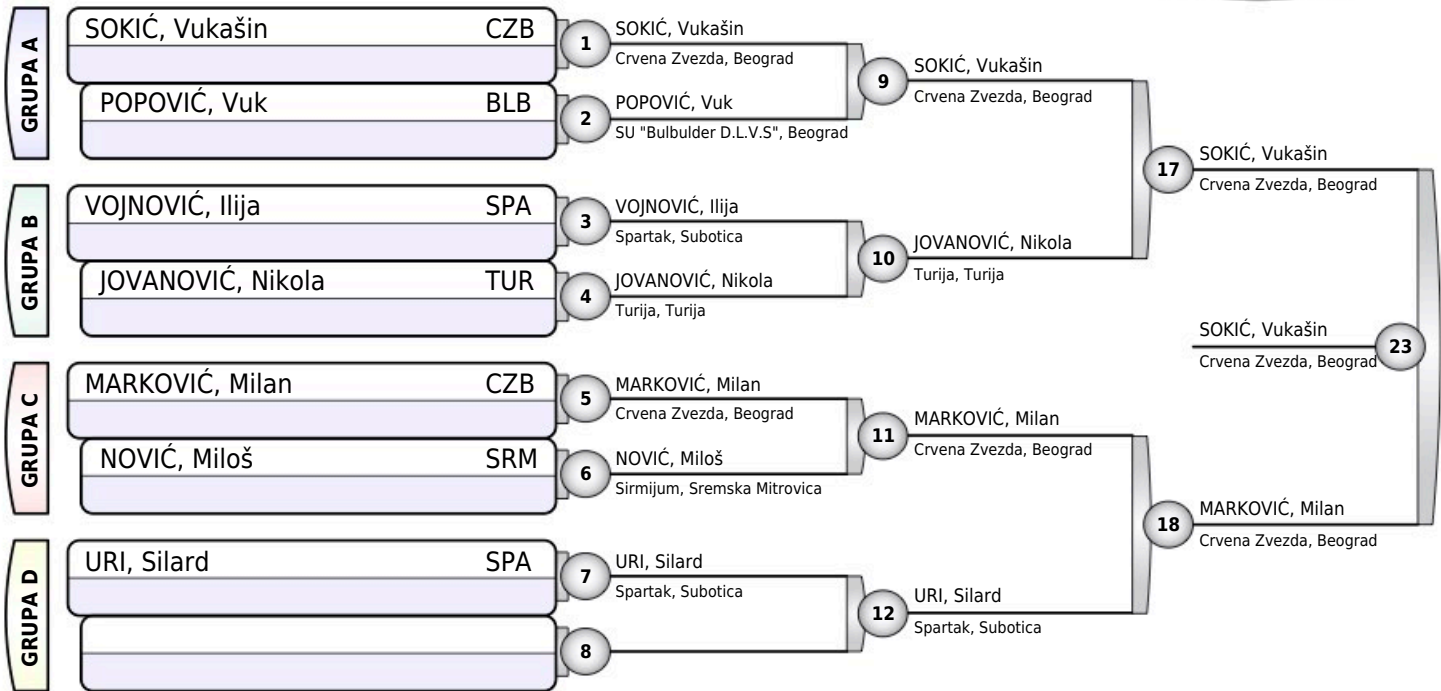 GRUPA A
SOKIĆ, Vukašin CZB
POPOVIĆ, Vuk BLB
GRUPA B
VOJNOVIĆ, Ilija SPA
JOVANOVIĆ, Nikola TUR
GRUPA C
MARKOVIĆ, Milan CZB
NOVIĆ, Miloš SRM
GRUPA D
URI, Silard SPA
1
SOKIĆ, Vukašin
Crvena Zvezda, Beograd
2
POPOVIĆ, Vuk
SU "Bulbulder D.L.V.S", Beograd
3
VOJNOVIĆ, Ilija
Spartak, Subotica
4
JOVANOVIĆ, Nikola
Turija, Turija
5
MARKOVIĆ, Milan
Crvena Zvezda, Beograd
6
NOVIĆ, Miloš
Sirmijum, Sremska Mitrovica
7
URI, Silard
Spartak, Subotica
8
9
SOKIĆ, Vukašin
Crvena Zvezda, Beograd
10
JOVANOVIĆ, Nikola
Turija, Turija
11
MARKOVIĆ, Milan
Crvena Zvezda, Beograd
12
URI, Silard
Spartak, Subotica
17
SOKIĆ, Vukašin
Crvena Zvezda, Beograd
18
MARKOVIĆ, Milan
Crvena Zvezda, Beograd
SOKIĆ, Vukašin
Crvena Zvezda, Beograd
23